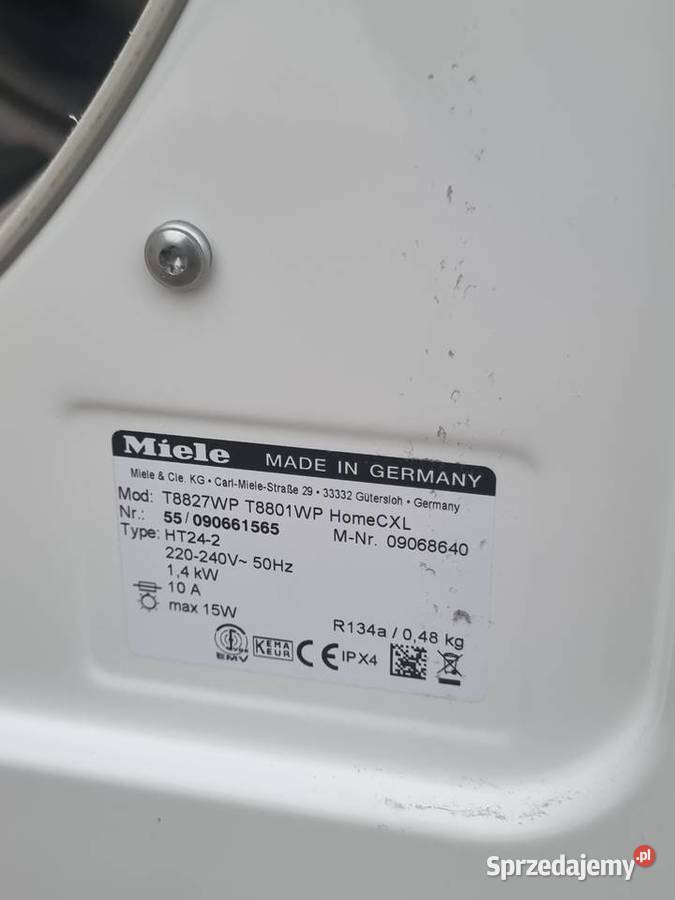 Miele MADE IN GERMANY
Miele & Cie. KG • Carl-Miele-Straße 29 • 33332 Gütersloh • Germany
Mod: T8827WP T8801WP HomeCXL
Nr.: 55/090661565 M-Nr. 09068640
Type: HT24-2
220-240V~ 50Hz
1,4 kW
10 A
max 15W
R134a / 0,48 kg
EMV KEMA KEUR CE IPX4
Sprzedajemy.pl